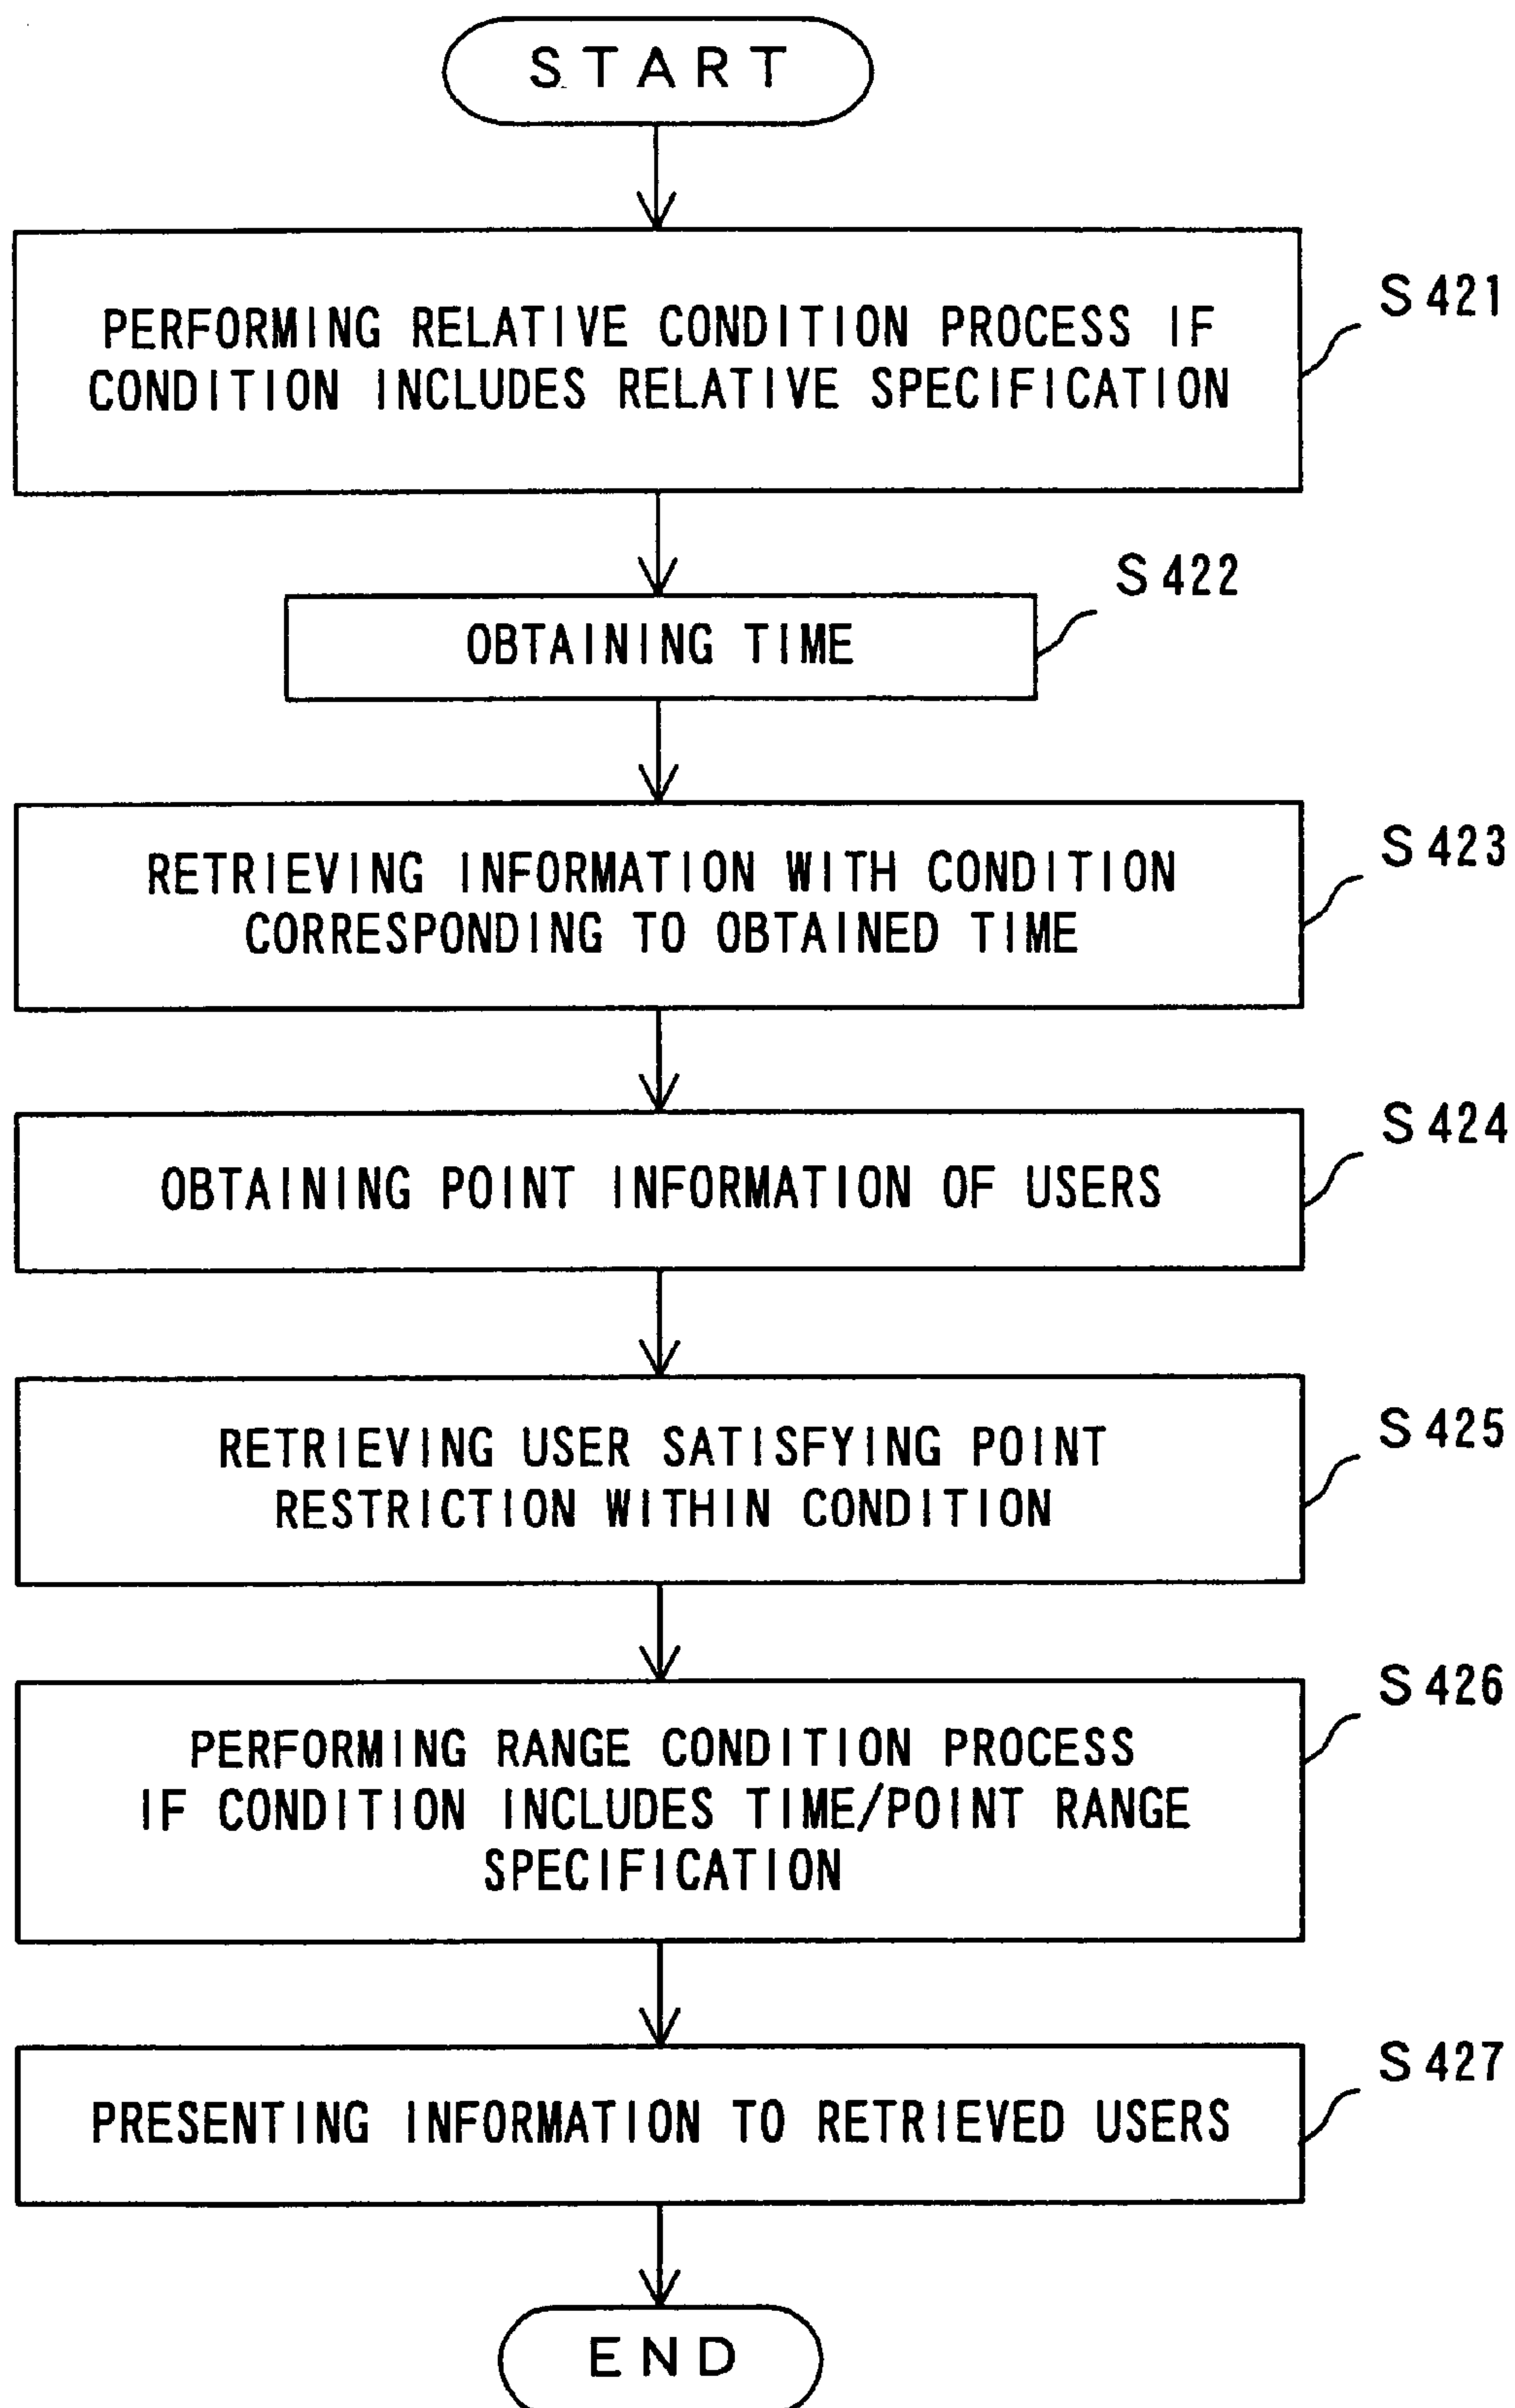 START
PERFORMING RELATIVE CONDITION PROCESS IF
CONDITION INCLUDES RELATIVE SPECIFICATION
S421
OBTAINING TIME
S422
RETRIEVING INFORMATION WITH CONDITION
CORRESPONDING TO OBTAINED TIME
S423
OBTAINING POINT INFORMATION OF USERS
S424
RETRIEVING USER SATISFYING POINT
RESTRICTION WITHIN CONDITION
S425
PERFORMING RANGE CONDITION PROCESS
IF CONDITION INCLUDES TIME/POINT RANGE
SPECIFICATION
S426
PRESENTING INFORMATION TO RETRIEVED USERS
S427
END